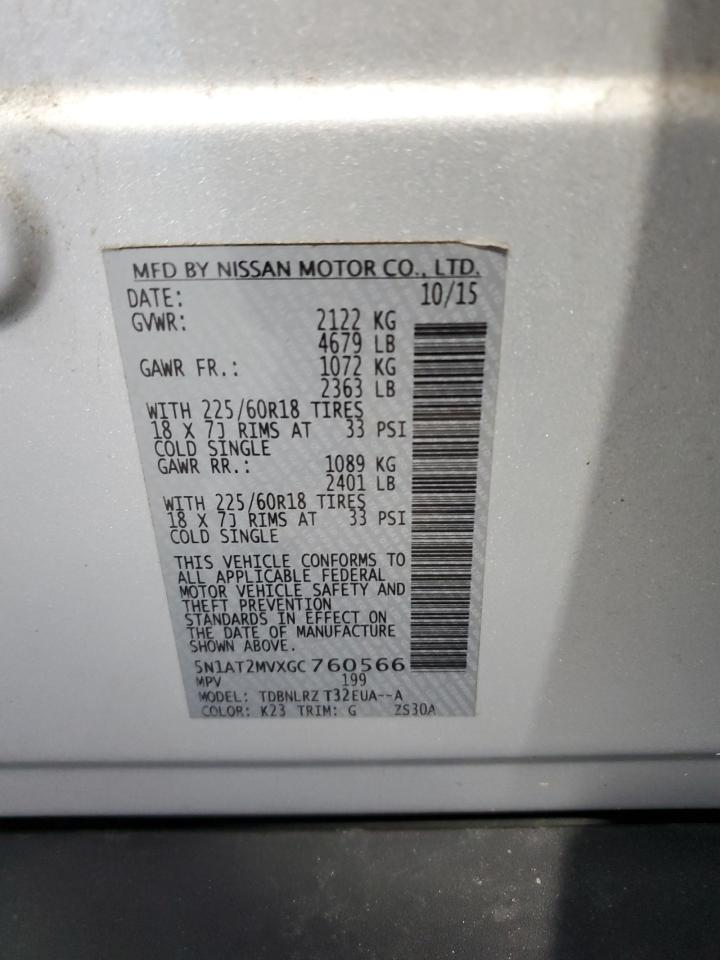 MFD BY NISSAN MOTOR CO., LTD.
DATE: 10/15
GVWR: 2122 KG
4679 LB
GAWR FR.: 1072 KG
2363 LB
WITH 225/60R18 TIRES
18 X 7J RIMS AT 33 PSI
COLD SINGLE
GAWR RR.: 1089 KG
2401 LB
WITH 225/60R18 TIRES
18 X 7J RIMS AT 33 PSI
COLD SINGLE
THIS VEHICLE CONFORMS TO
ALL APPLICABLE FEDERAL
MOTOR VEHICLE SAFETY AND
THEFT PREVENTION
STANDARDS IN EFFECT ON
THE DATE OF MANUFACTURE
SHOWN ABOVE.
5N1AT2MVXGC760566
MPV 199
MODEL: TDBNLRZ T32EUA--A
COLOR: K23 TRIM: G ZS30A